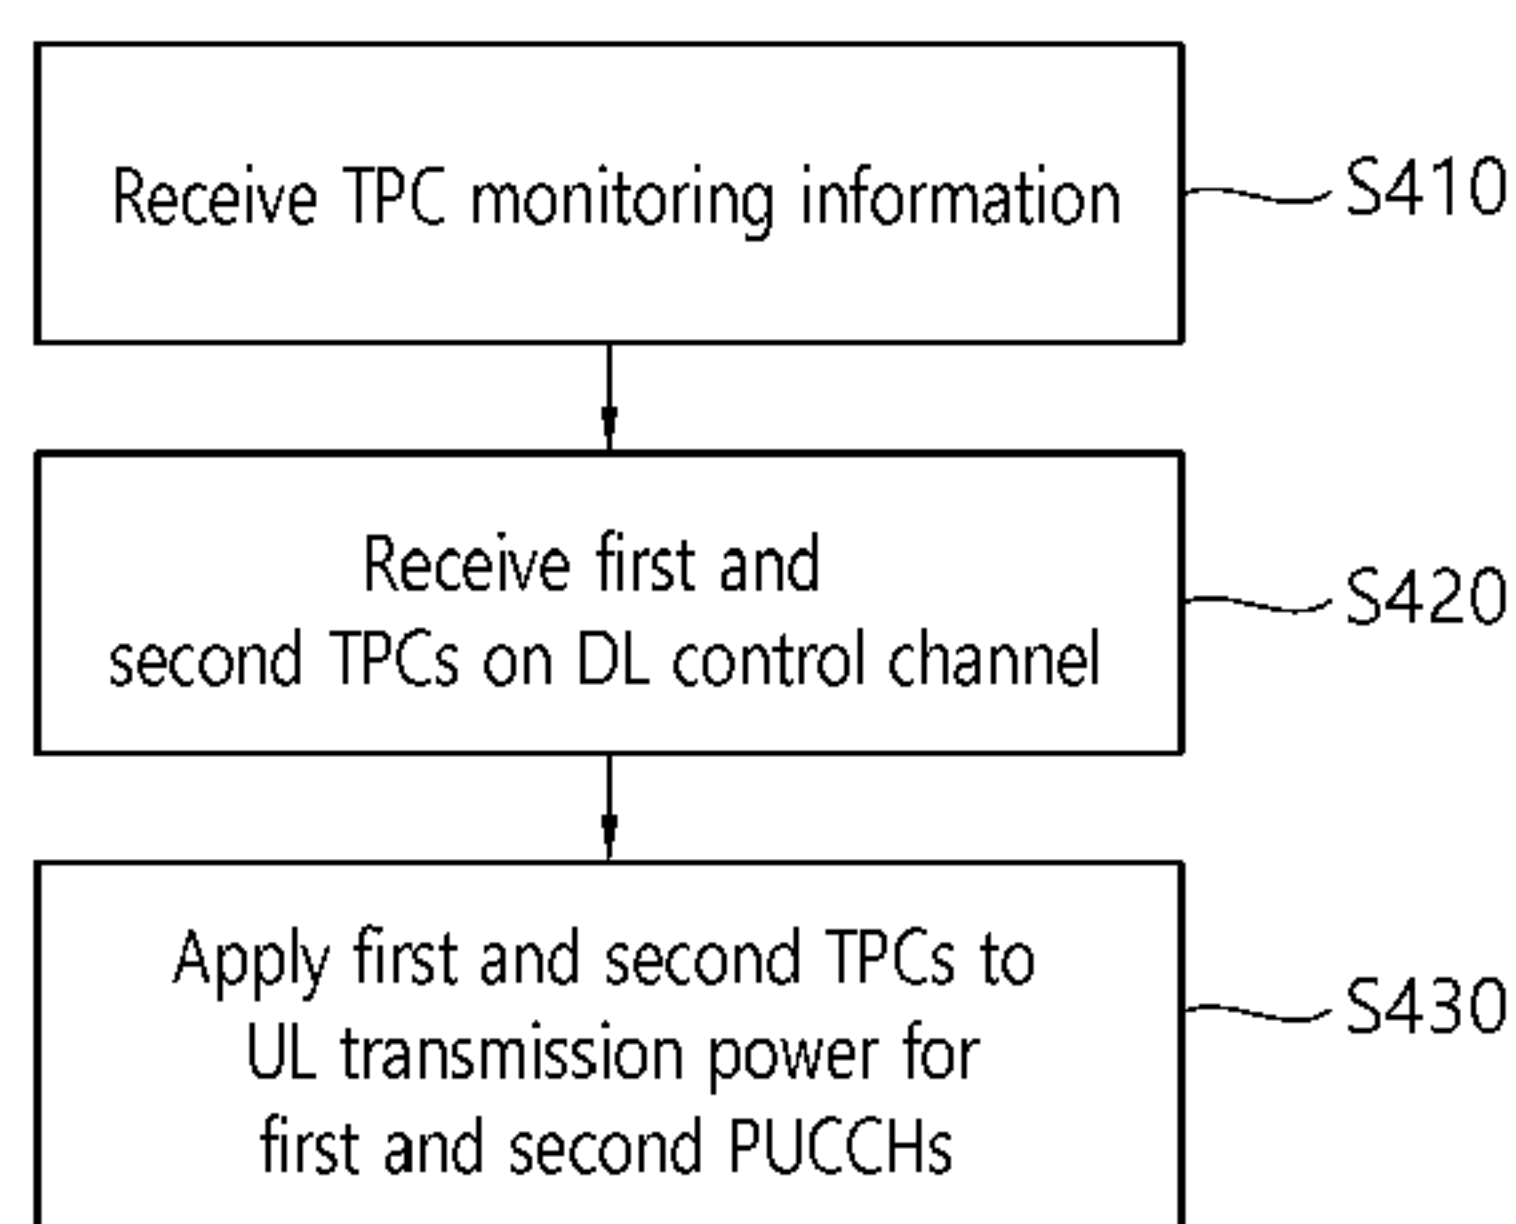 Receive TPC monitoring information
S410
Receive first and
second TPCs on DL control channel
S420
Apply first and second TPCs to
UL transmission power for
first and second PUCCHs
S430